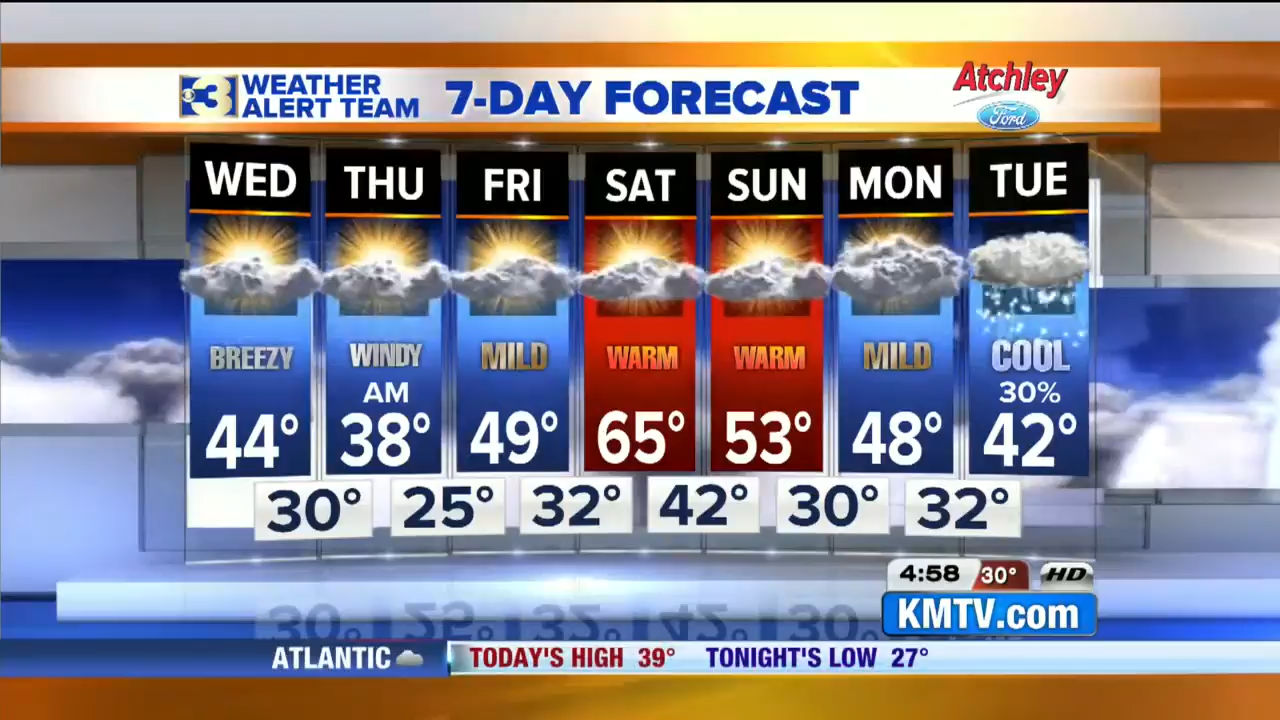 3 WEATHER ALERT TEAM
7-DAY FORECAST
Atchley
Ford
WED THU FRI SAT SUN MON TUE
BREEZY WINDY MILD WARM WARM MILD COOL
AM 30%
44° 38° 49° 65° 53° 48° 42°
30° 25° 32° 42° 30° 32°
4:58 30° HD
KMTV.com
ATLANTIC TODAY'S HIGH 39° TONIGHT'S LOW 27°